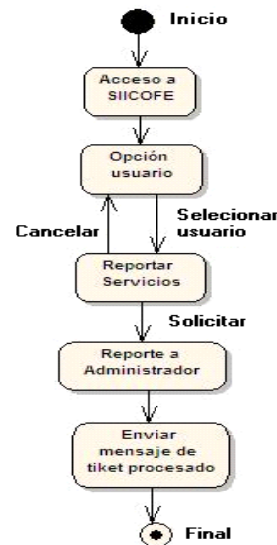 Inicio
Acceso a
SIICOFE
Opción
usuario
Selecionar
usuario
Cancelar
Reportar
Servicios
Solicitar
Reporte a
Administrador
Enviar
mensaje de
tiket procesado
Final